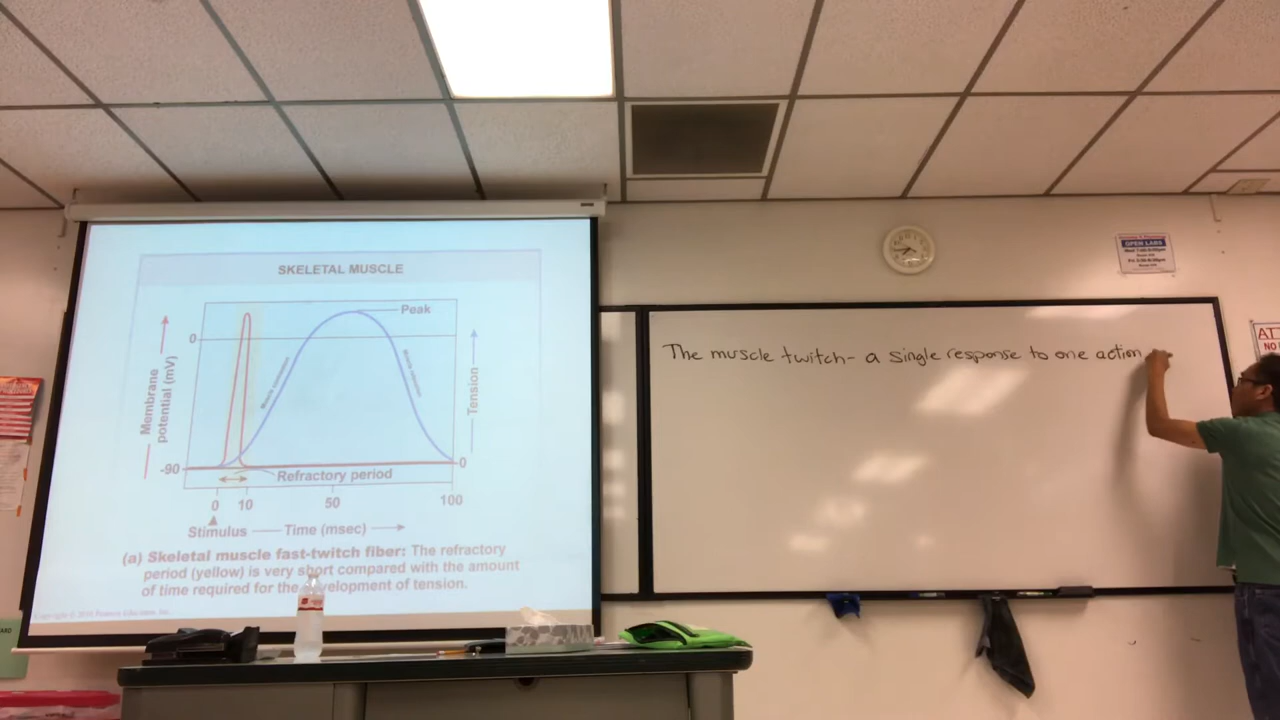 SKELETAL MUSCLE
Peak
0
Membrane
potential (mV)
Tension
-90
0
Refractory period
0 10 50 100
Stimulus
Time (msec)
(a) Skeletal muscle fast-twitch fiber: The refractory
period (yellow) is very short compared with the amount
of time required for the development of tension.
The muscle twitch- a single response to one action
OPEN LABS